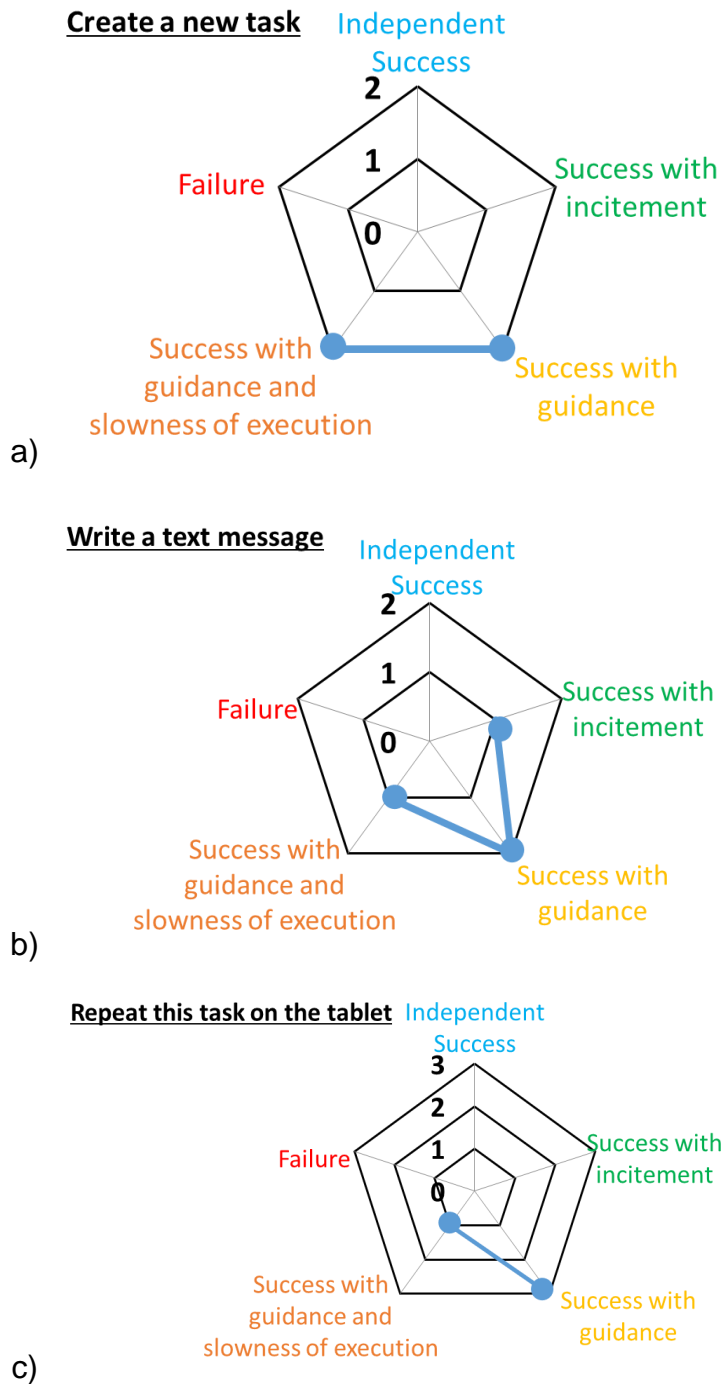 Create a new task
Independent
Success
2
1
0
Failure
Success with
incitement
Success with
guidance and
slowness of execution
Success with
guidance
a)
Write a text message
Independent
Success
2
1
0
Failure
Success with
incitement
Success with
guidance and
slowness of execution
Success with
guidance
b)
Repeat this task on the tablet
Independent
Success
3
2
1
0
Failure
Success with
incitement
Success with
guidance and
slowness of execution
Success with
guidance
c)